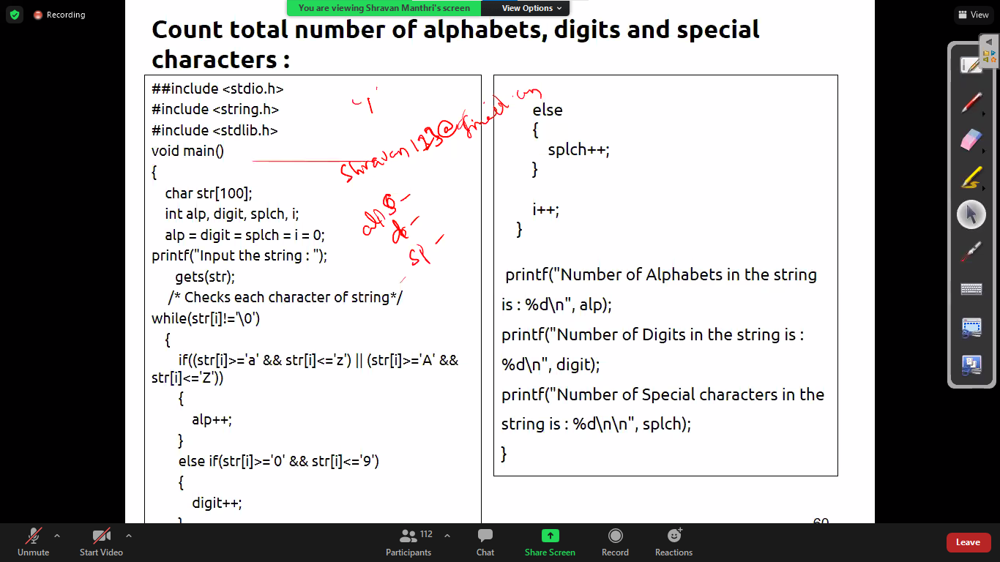 Recording
You are viewing Shravan Manthri's screen
View Options
View
Count total number of alphabets, digits and special
characters :
##include <stdio.h>
#include <string.h>
#include <stdlib.h>
void main()
{
char str[100];
int alp, digit, splch, i;
alp = digit = splch = i = 0;
printf("Input the string : ");
gets(str);
/* Checks each character of string*/
while(str[i]!='\0')
{
if((str[i]>='a' && str[i]<='z') || (str[i]>='A' &&
str[i]<='Z'))
{
alp++;
}
else if(str[i]>='0' && str[i]<='9')
{
digit++;
}
Shravan123@gmail.com
alp -
sp -
else
{
splch++;
}
i++;
}
printf("Number of Alphabets in the string
is : %d\n", alp);
printf("Number of Digits in the string is :
%d\n", digit);
printf("Number of Special characters in the
string is : %d\n\n", splch);
}
60
Unmute
Start Video
112
Participants
Chat
Share Screen
Record
Reactions
Leave